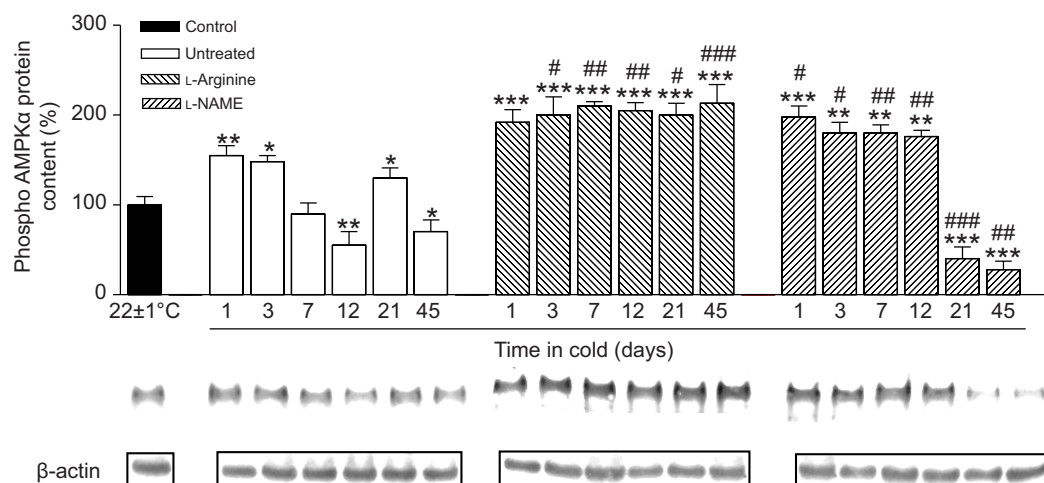 300
200
100
0
Phospho AMPKα protein
content (%)
Control
Untreated
L-Arginine
L-NAME
** * ** * *
*** # *** ## *** ## *** # *** ### ***
# *** # ** ## ** ## ** ### *** ## ***
22±1°C 1 3 7 12 21 45 1 3 7 12 21 45 1 3 7 12 21 45
Time in cold (days)
β-actin